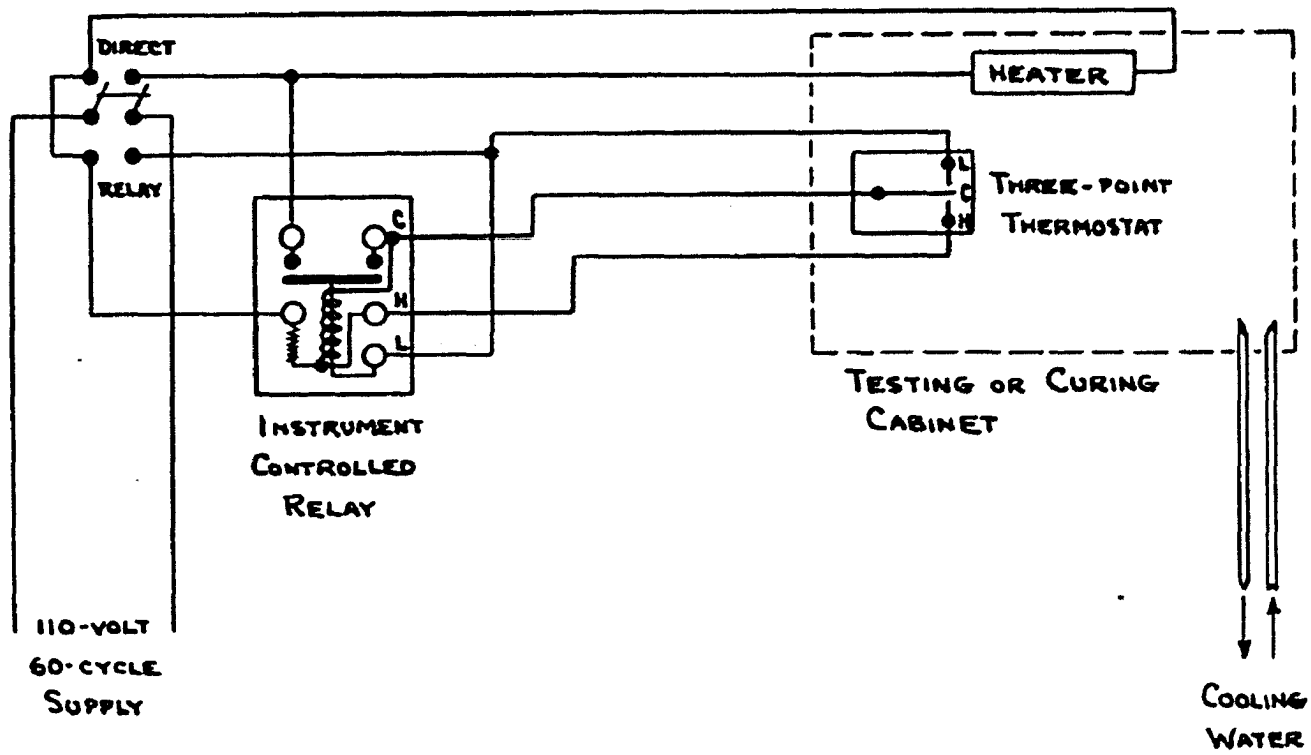 DIRECT
HEATER
RELAY
L
C
H
THREE-POINT
THERMOSTAT
C
H
L
TESTING OR CURING
CABINET
INSTRUMENT
CONTROLLED
RELAY
110-VOLT
60-CYCLE
SUPPLY
COOLING
WATER